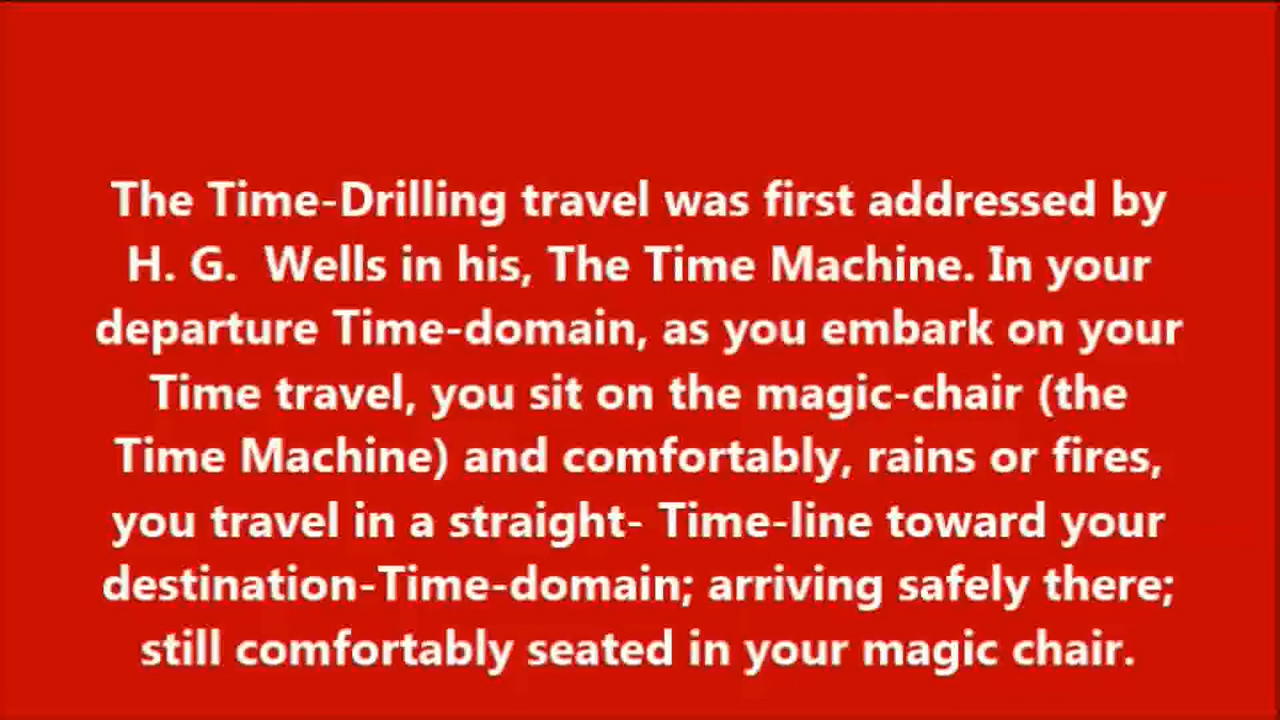 The Time-Drilling travel was first addressed by
H. G.  Wells in his, The Time Machine. In your
departure Time-domain, as you embark on your
Time travel, you sit on the magic-chair (the
Time Machine) and comfortably, rains or fires,
you travel in a straight- Time-line toward your
destination-Time-domain; arriving safely there;
still comfortably seated in your magic chair.